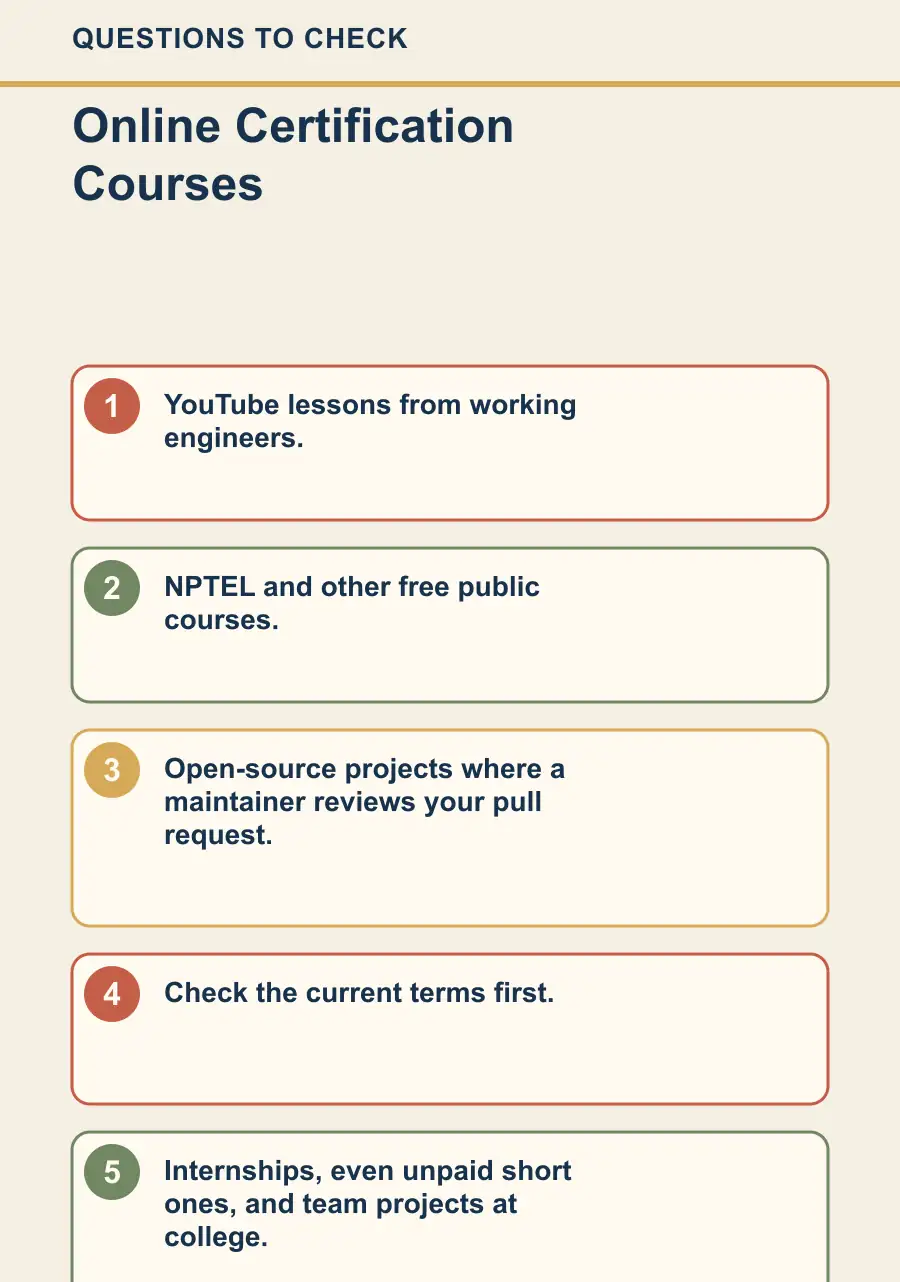 QUESTIONS TO CHECK
Online Certification
Courses
1
YouTube lessons from working
engineers.
2
NPTEL and other free public
courses.
3
Open-source projects where a
maintainer reviews your pull
request.
4
Check the current terms first.
5
Internships, even unpaid short
ones, and team projects at
college.